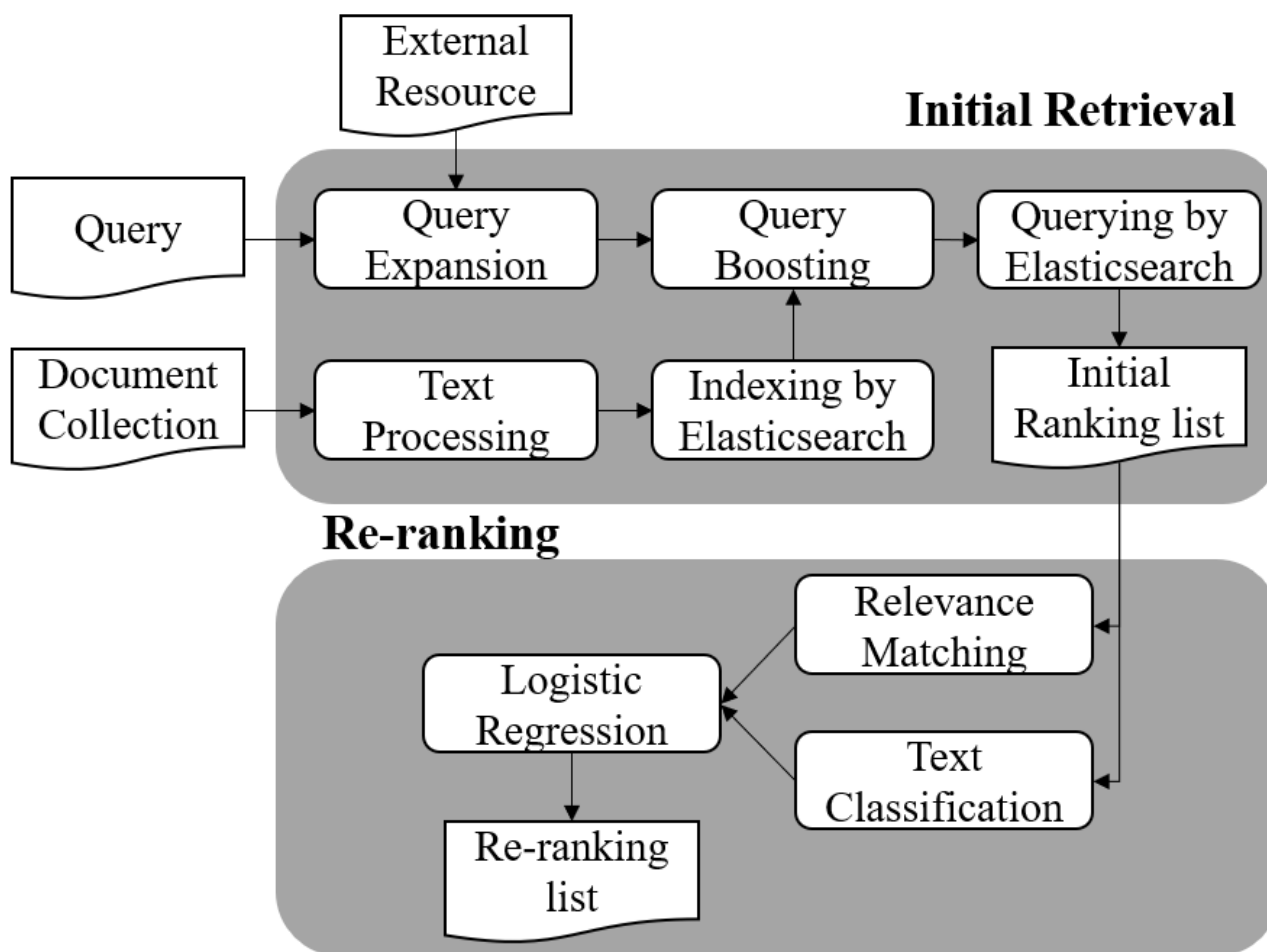 External
Resource
Initial Retrieval
Query
Query
Expansion
Query
Boosting
Querying by
Elasticsearch
Document
Collection
Text
Processing
Indexing by
Elasticsearch
Initial
Ranking list
Re-ranking
Relevance
Matching
Logistic
Regression
Text
Classification
Re-ranking
list